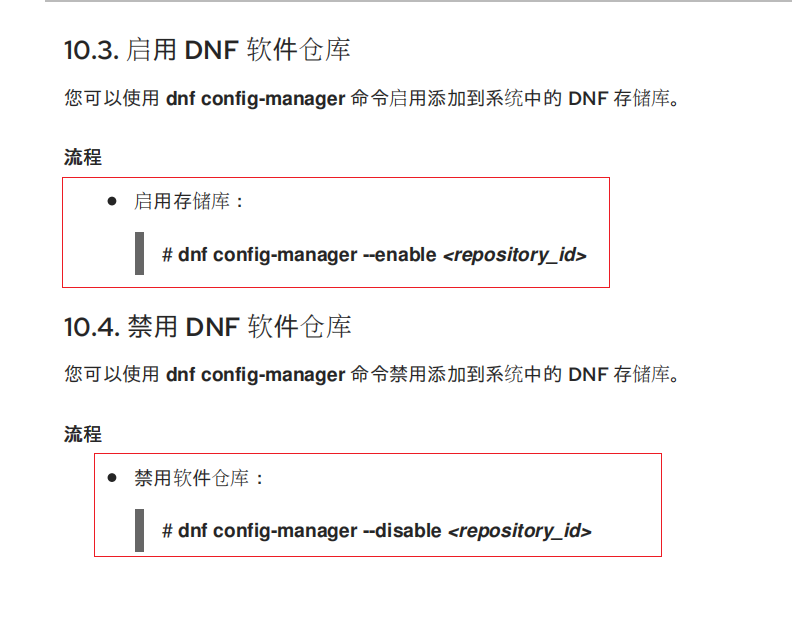 10.3. 启用 DNF 软件仓库
您可以使用 dnf config-manager 命令启用添加到系统中的 DNF 存储库。
流程
● 启用存储库：
# dnf config-manager --enable <repository_id>
10.4. 禁用 DNF 软件仓库
您可以使用 dnf config-manager 命令禁用添加到系统中的 DNF 存储库。
流程
● 禁用软件仓库：
# dnf config-manager --disable <repository_id>